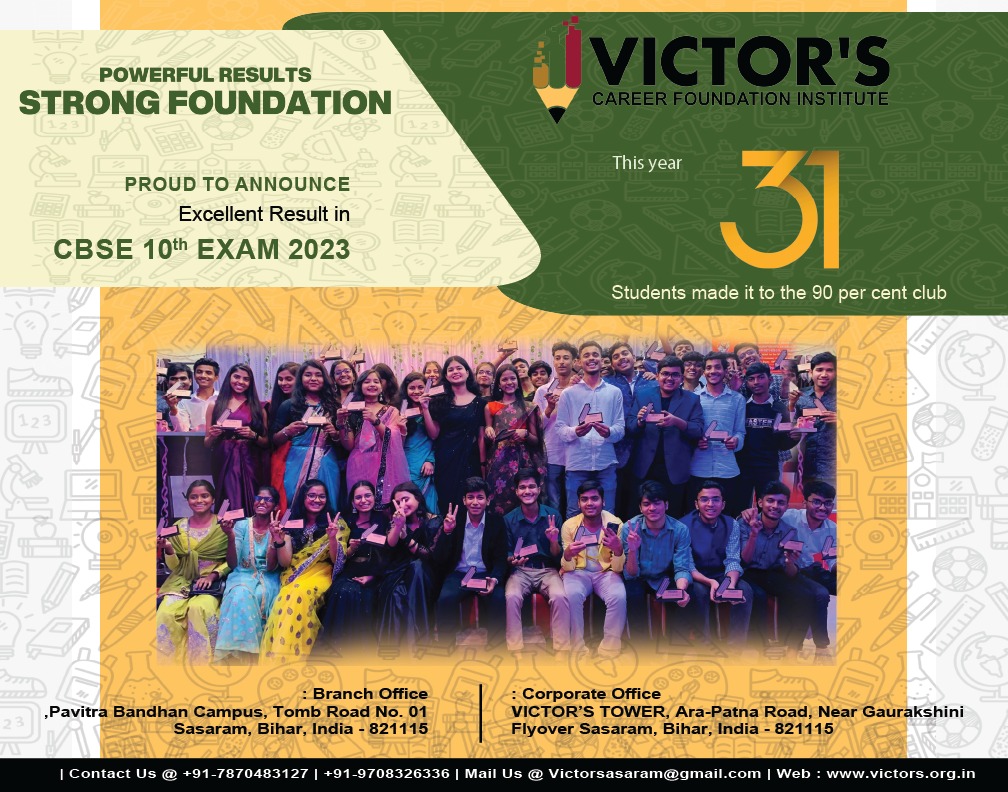 POWERFUL RESULTS
STRONG FOUNDATION
PROUD TO ANNOUNCE
Excellent Result in
CBSE 10th EXAM 2023
VICTOR'S
CAREER FOUNDATION INSTITUTE
This year
31
Students made it to the 90 per cent club
: Branch Office
,Pavitra Bandhan Campus, Tomb Road No. 01
Sasaram, Bihar, India - 821115
: Corporate Office
VICTOR'S TOWER, Ara-Patna Road, Near Gaurakshini
Flyover Sasaram, Bihar, India - 821115
| Contact Us @ +91-7870483127 | +91-9708326336 | Mail Us @ Victorsasaram@gmail.com | Web : www.victors.org.in